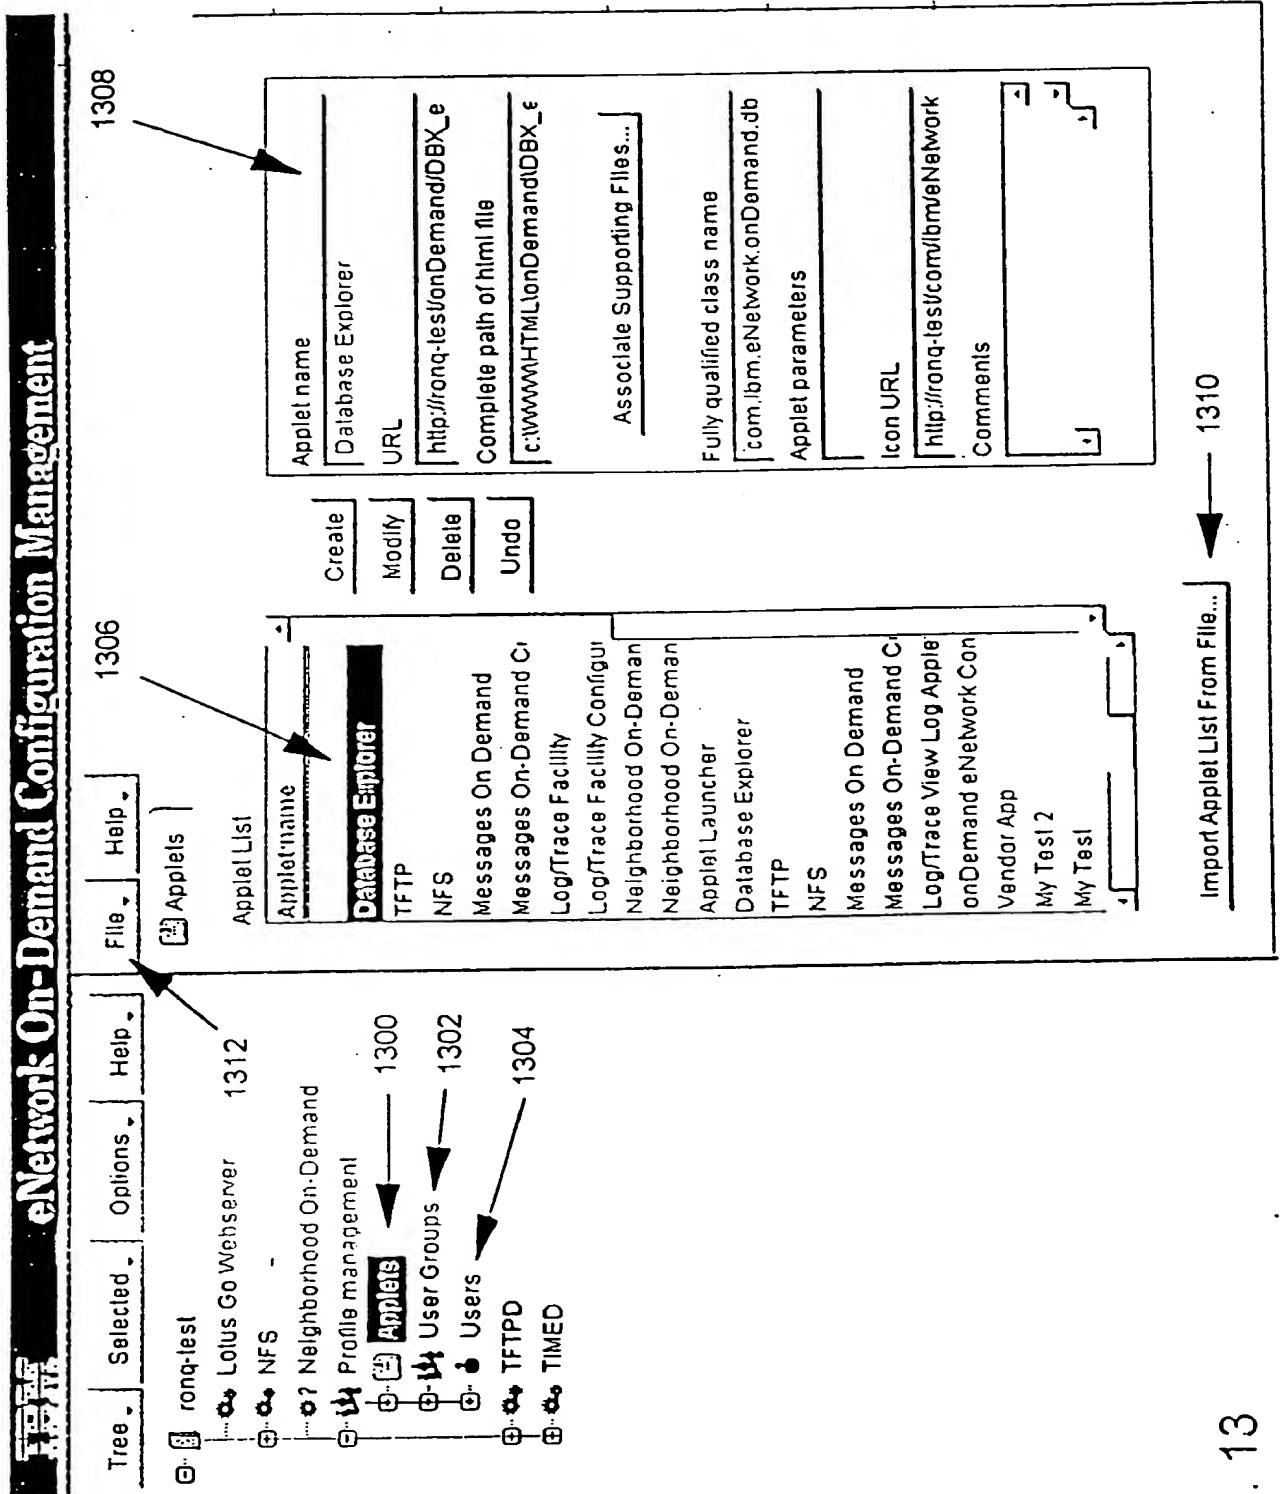 IBM
eNetwork On-Demand Configuration Management
Tree
Selected
Options
Help
File
Help
ronq-test
Lotus Go Webserver
NFS
Neighborhood On-Demand
Profile management
Applets
User Groups
Users
TFTPD
TIMED
1312
1300
1302
1304
Applets
Applet List
Applet name
Database Explorer
TFTP
NFS
Messages On Demand
Messages On-Demand C
Log/Trace Facility
Log/Trace Facility Configur
Neighborhood On-Deman
Neighborhood On-Deman
Applet Launcher
Database Explorer
TFTP
NFS
Messages On Demand
Messages On-Demand C
Log/Trace View Log Apple
onDemand eNetwork Con
Vendor App
My Test 2
My Test
Import Applet List From File...
1306
1310
Create
Modify
Delete
Undo
1308
Applet name
Database Explorer
URL
http://ronq-test/onDemand/DBX_e
Complete path of html file
c:\WWW\HTML\onDemand\DBX_e
Associate Supporting Files...
Fully qualified class name
com.ibm.eNetwork.onDemand.db
Applet parameters
Icon URL
http://ronq-test/com/ibm/eNetwork
Comments
13